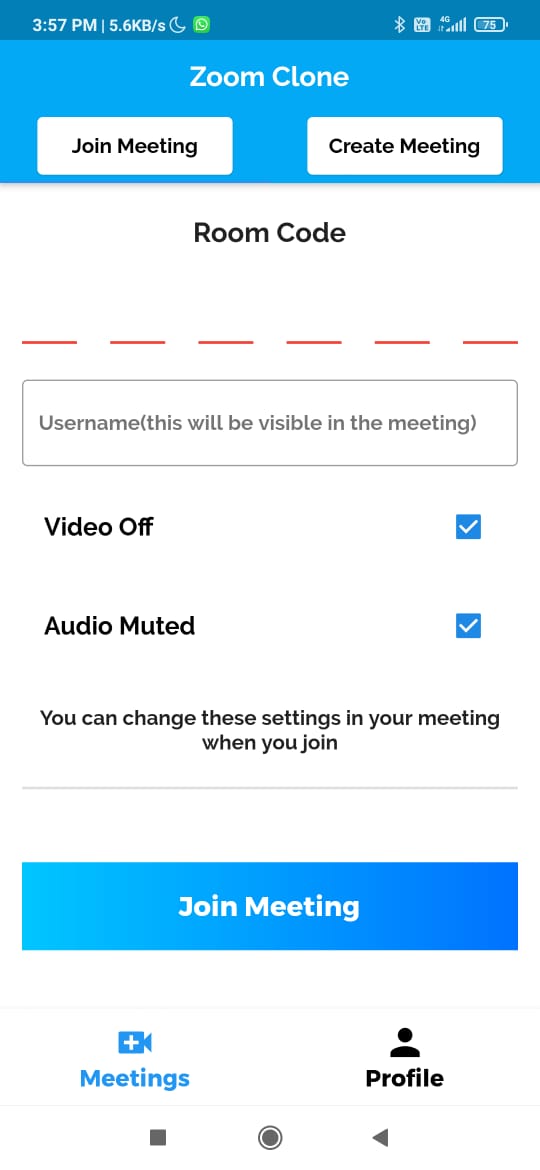 3:57 PM | 5.6KB/s
Vo LTE 4G 75
Zoom Clone
Join Meeting
Create Meeting
Room Code
Username(this will be visible in the meeting)
Video Off
Audio Muted
You can change these settings in your meeting
when you join
Join Meeting
Meetings
Profile